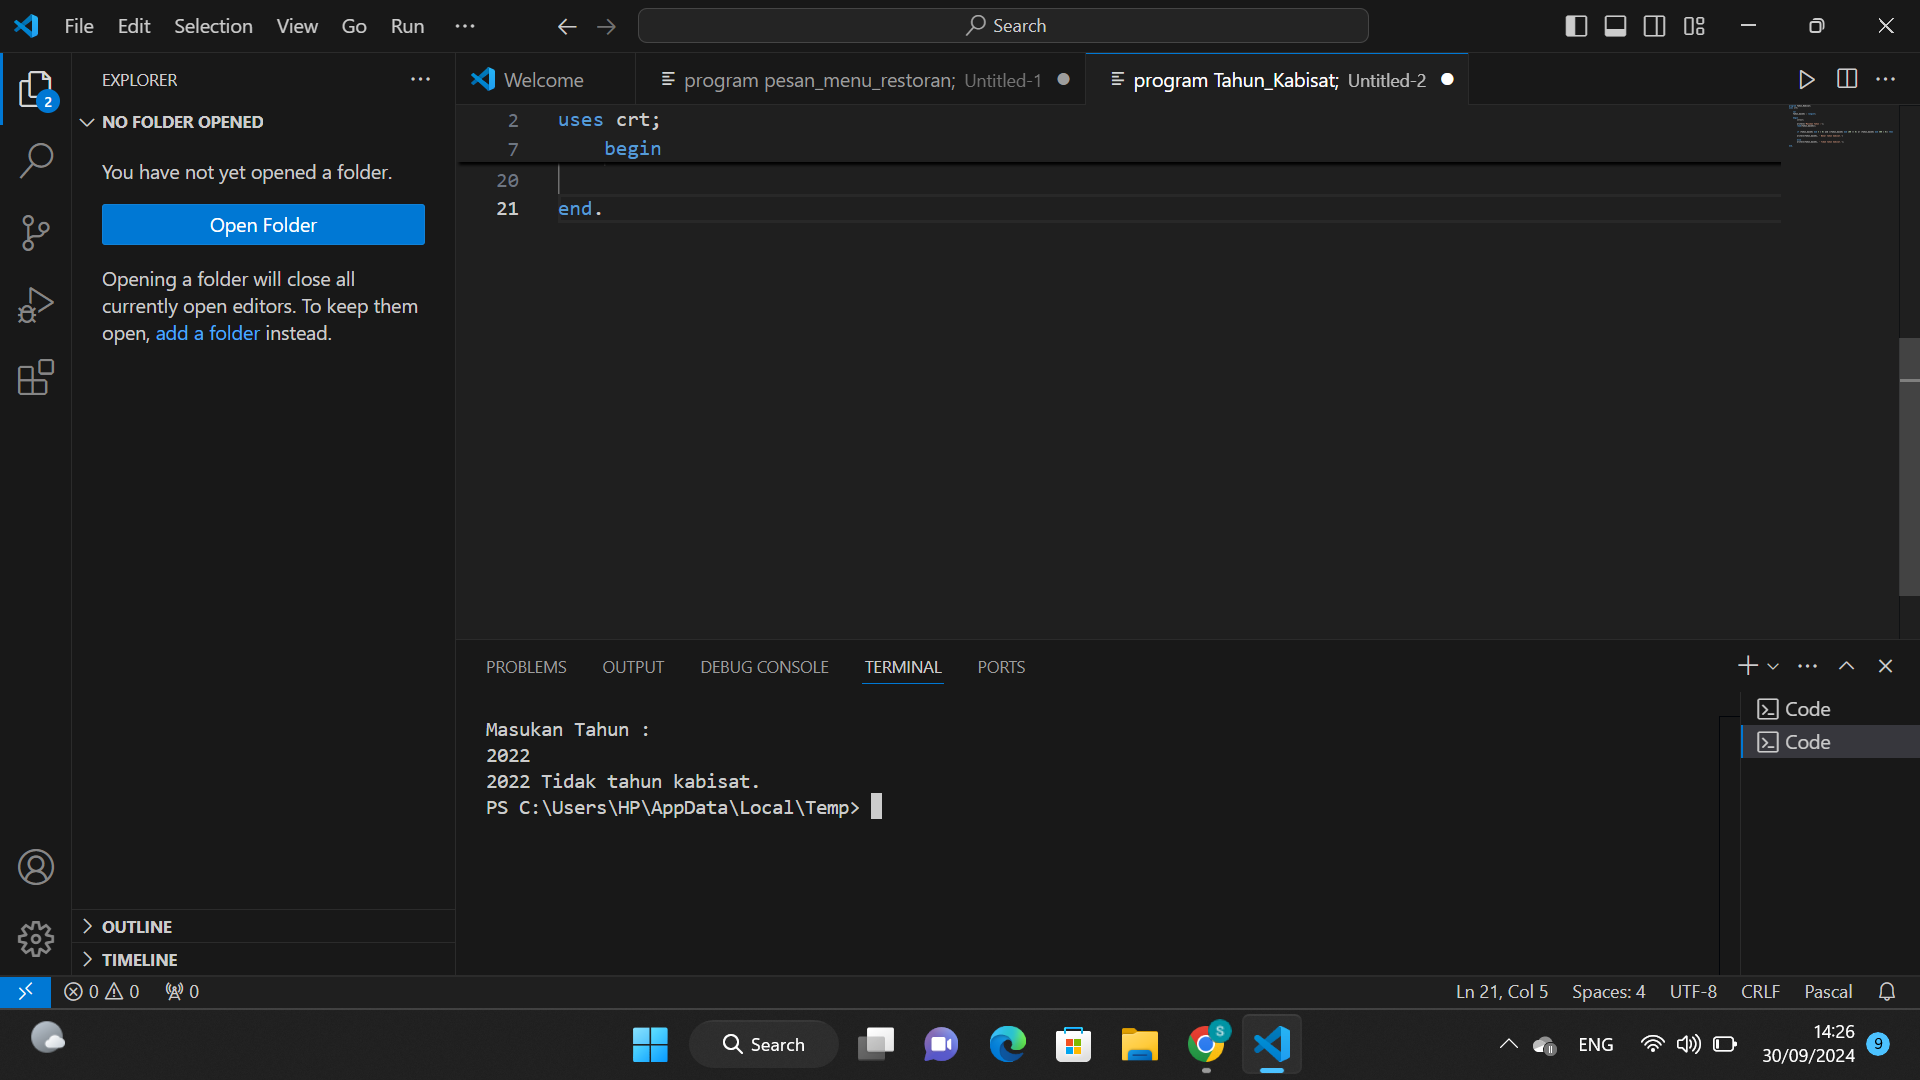 File Edit Selection View Go Run ··· Search
EXPLORER ···
NO FOLDER OPENED
You have not yet opened a folder.
Open Folder
Opening a folder will close all
currently open editors. To keep them
open, add a folder instead.
OUTLINE
TIMELINE
Welcome
program pesan_menu_restoran; Untitled-1
program Tahun_Kabisat; Untitled-2
2 uses crt;
7 begin
20
21 end.
PROBLEMS OUTPUT DEBUG CONSOLE TERMINAL PORTS
Masukan Tahun :
2022
2022 Tidak tahun kabisat.
PS C:\Users\HP\AppData\Local\Temp>
Code
Code
2
0 0 0
Ln 21, Col 5 Spaces: 4 UTF-8 CRLF Pascal
Search
S
ENG
14:26
30/09/2024
9